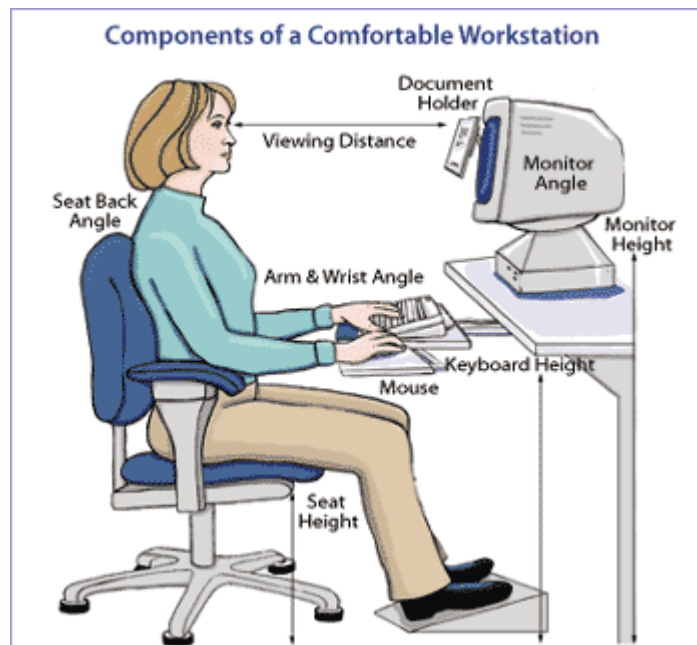 Components of a Comfortable Workstation
Document
Holder
Viewing Distance
Monitor
Angle
Seat Back
Angle
Monitor
Height
Arm & Wrist Angle
Keyboard Height
Mouse
Seat
Height